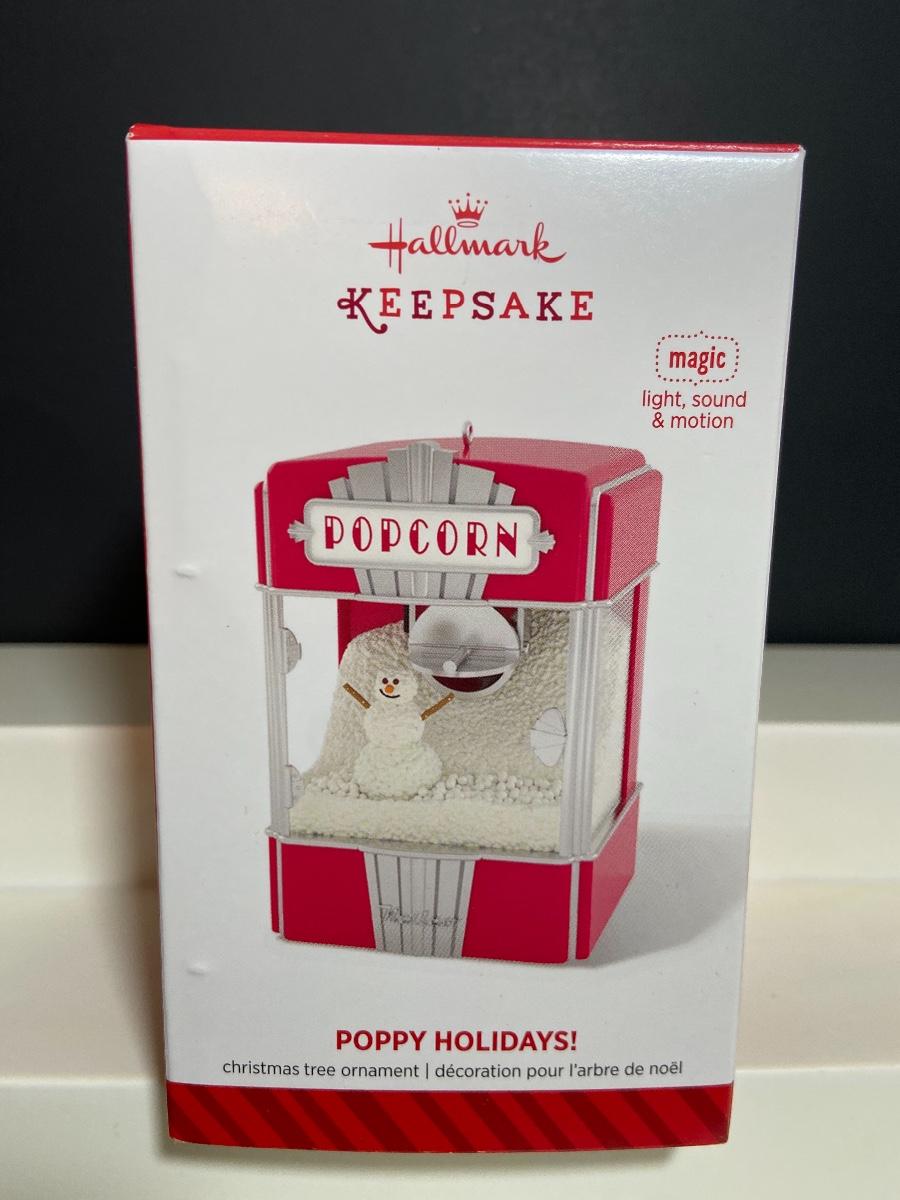 Hallmark
KEEPSAKE
magic
light, sound
& motion
POPCORN
POPPY HOLIDAYS!
christmas tree ornament | décoration pour l'arbre de noël